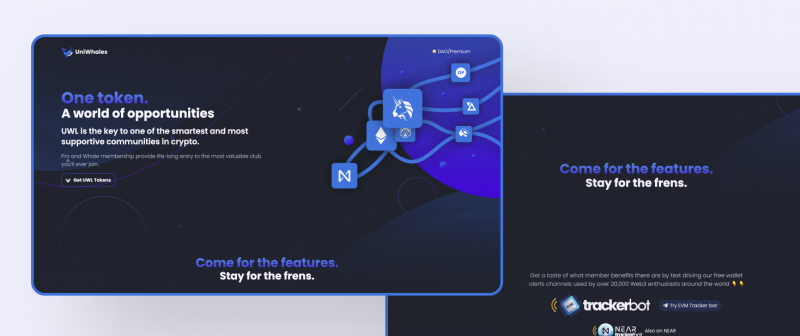 UniWhales
DAO/Premium
One token.
A world of opportunities
UWL is the key to one of the smartest and most
supportive communities in crypto.
Pro and Whale membership provide life-long entry to the most valuable club
you'll ever join.
Get UWL Tokens
GP
Come for the features.
Stay for the frens.
Come for the features.
Stay for the frens.
Get a taste of what member benefits there are by test driving our free wallet
alerts channels used by over 20,000 Web3 enthusiasts around the world 👇👇
trackerbot
Try EVM Tracker bot
NEAR
trackerbot
Also on NEAR